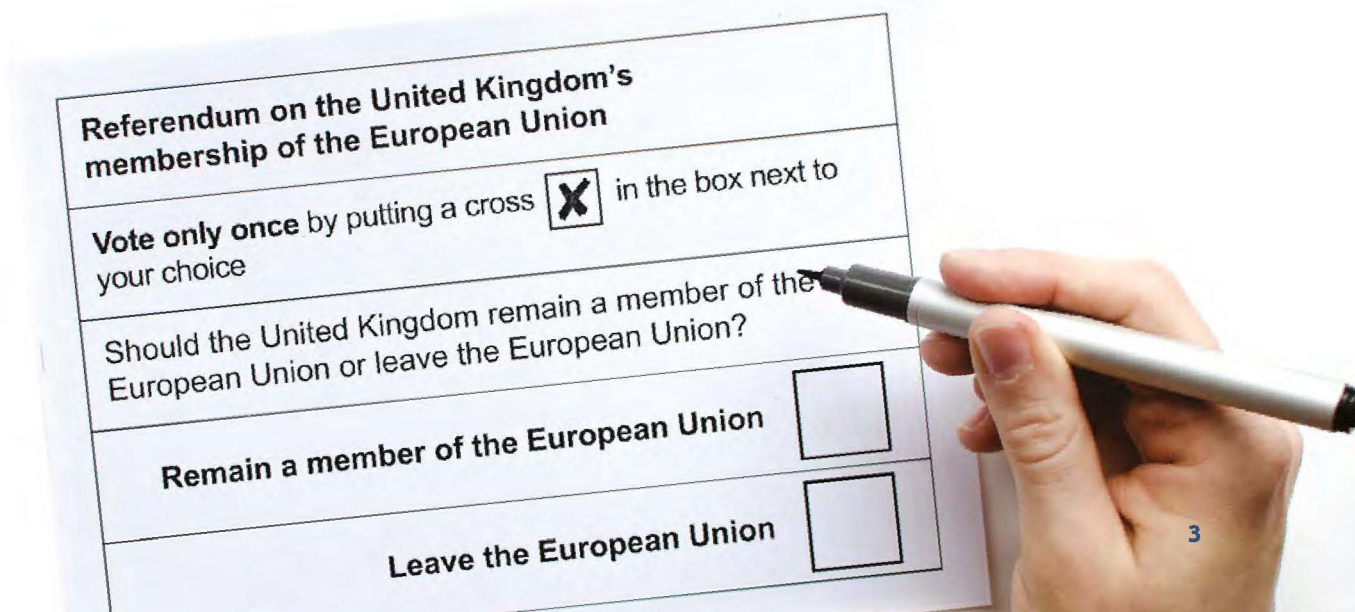 Referendum on the United Kingdom's
membership of the European Union
Vote only once by putting a cross X in the box next to
your choice
Should the United Kingdom remain a member of the
European Union or leave the European Union?
Remain a member of the European Union
Leave the European Union
3